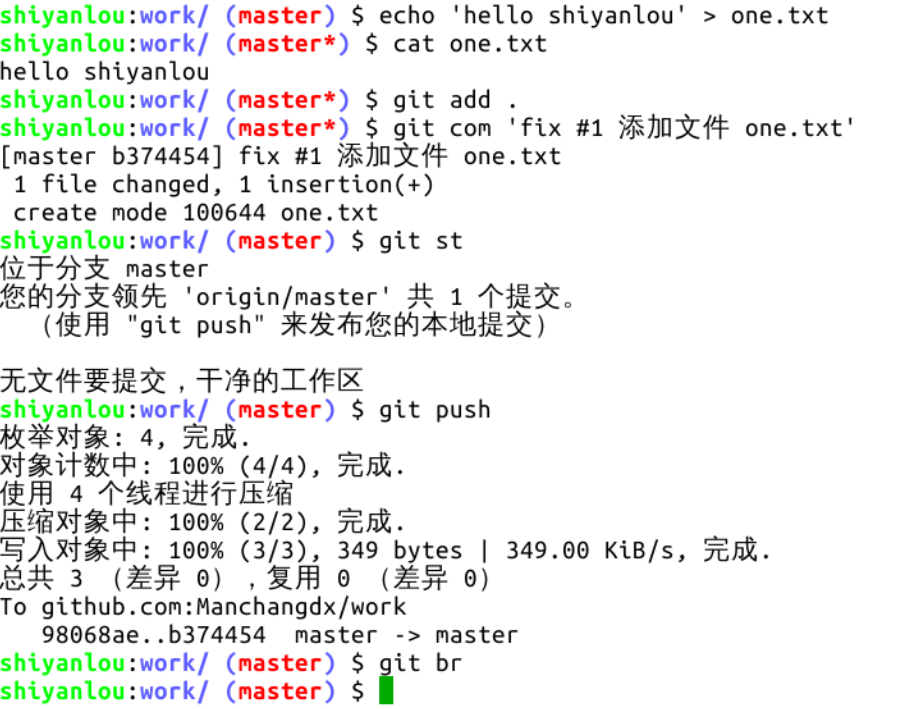 shiyanlou:work/ (master) $ echo 'hello shiyanlou' > one.txt
shiyanlou:work/ (master*) $ cat one.txt
hello shiyanlou
shiyanlou:work/ (master*) $ git add .
shiyanlou:work/ (master*) $ git com 'fix #1 添加文件 one.txt'
[master b374454] fix #1 添加文件 one.txt
 1 file changed, 1 insertion(+)
 create mode 100644 one.txt
shiyanlou:work/ (master) $ git st
位于分支 master
您的分支领先 'origin/master' 共 1 个提交。
  （使用 "git push" 来发布您的本地提交）

无文件要提交，干净的工作区
shiyanlou:work/ (master) $ git push
枚举对象: 4, 完成.
对象计数中: 100% (4/4), 完成.
使用 4 个线程进行压缩
压缩对象中: 100% (2/2), 完成.
写入对象中: 100% (3/3), 349 bytes | 349.00 KiB/s, 完成.
总共 3 （差异 0），复用 0 （差异 0）
To github.com:Manchangdx/work
   98068ae..b374454  master -> master
shiyanlou:work/ (master) $ git br
shiyanlou:work/ (master) $